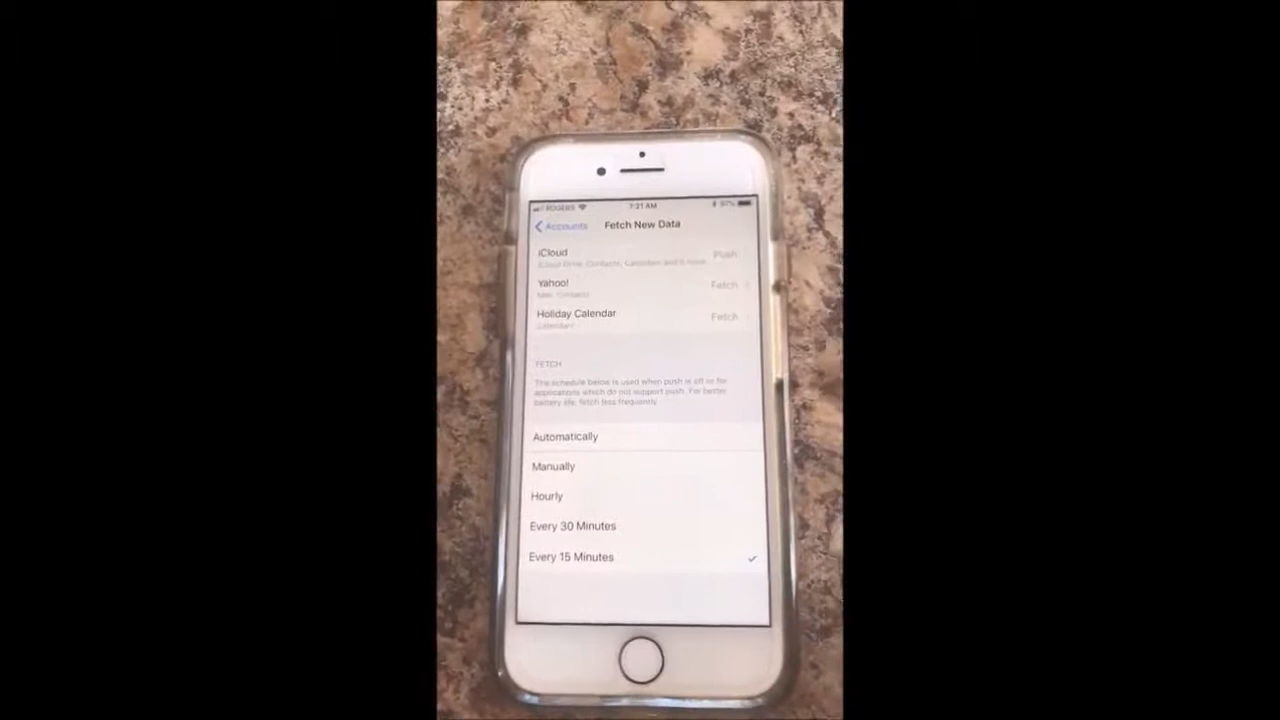 ROGERS 7:21 AM 97%
Accounts Fetch New Data
iCloud Push
iCloud Drive, Contacts, Calendars and 6 more...
Yahoo! Fetch
Mail, Contacts
Holiday Calendar Fetch
Calendars
FETCH
The schedule below is used when push is off or for
applications which do not support push. For better
battery life, fetch less frequently.
Automatically
Manually
Hourly
Every 30 Minutes
Every 15 Minutes